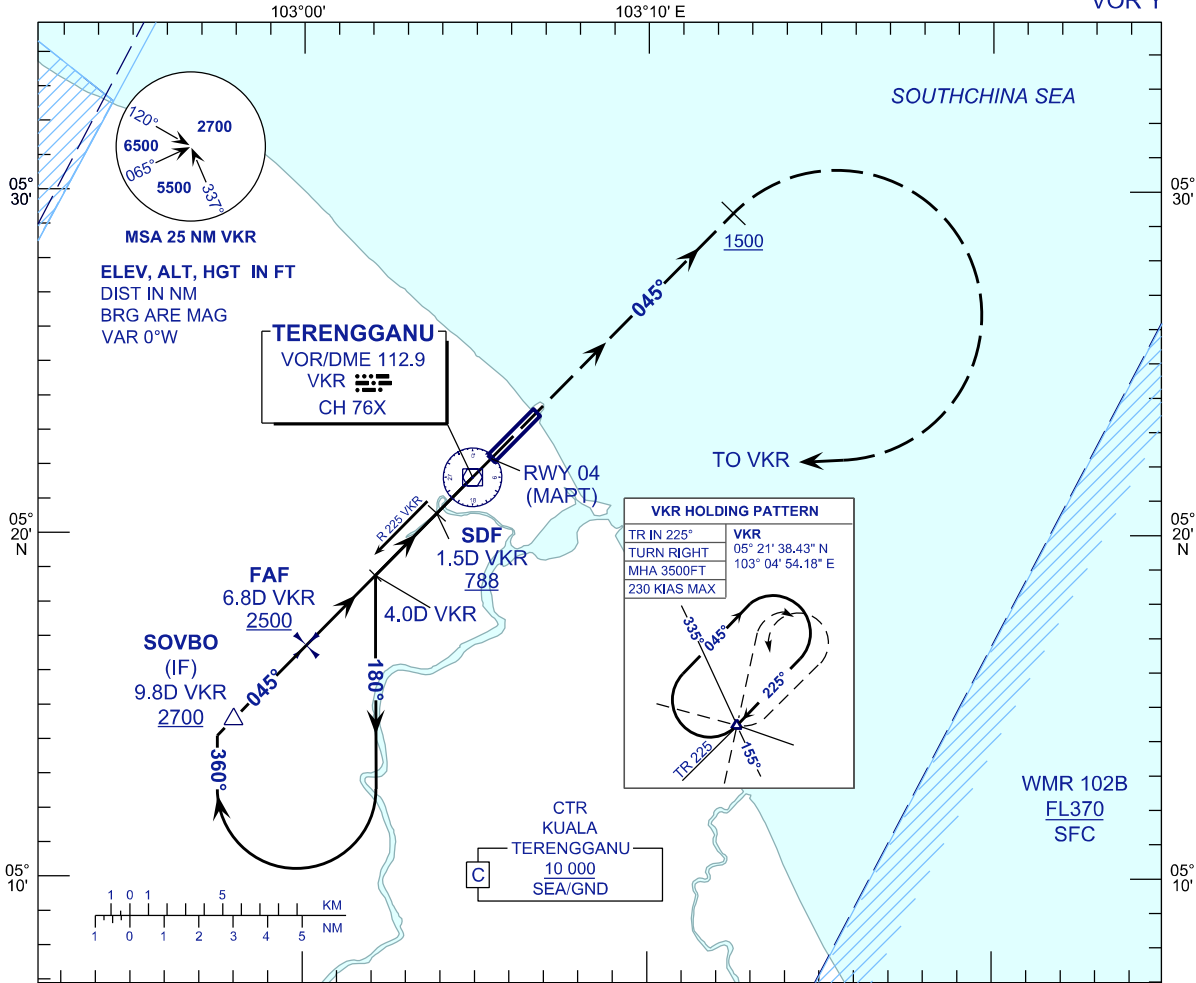 VOR Y
103°00'
103°10' E
SOUTHCHINA SEA
120°
2700
6500
065°
5500
337°
05°
30'
05°
30'
MSA 25 NM VKR
1500
ELEV, ALT, HGT IN FT
DIST IN NM
BRG ARE MAG
VAR 0°W
045°
TERENGGANU
VOR/DME 112.9
VKR
CH 76X
TO VKR
RWY 04
(MAPT)
R 225 VKR
05°
20'
N
05°
20'
N
SDF
1.5D VKR
788
FAF
6.8D VKR
2500
4.0D VKR
SOVBO
(IF)
9.8D VKR
2700
045°
180°
360°
VKR HOLDING PATTERN
TR IN 225°
TURN RIGHT
MHA 3500FT
230 KIAS MAX
VKR
05° 21' 38.43" N
103° 04' 54.18" E
335°
045°
225°
TR 225
155°
WMR 102B
FL370
SFC
CTR
KUALA
TERENGGANU
10 000
SEA/GND
C
05°
10'
05°
10'
1 0 1 5 KM
1 0 1 2 3 4 5 NM